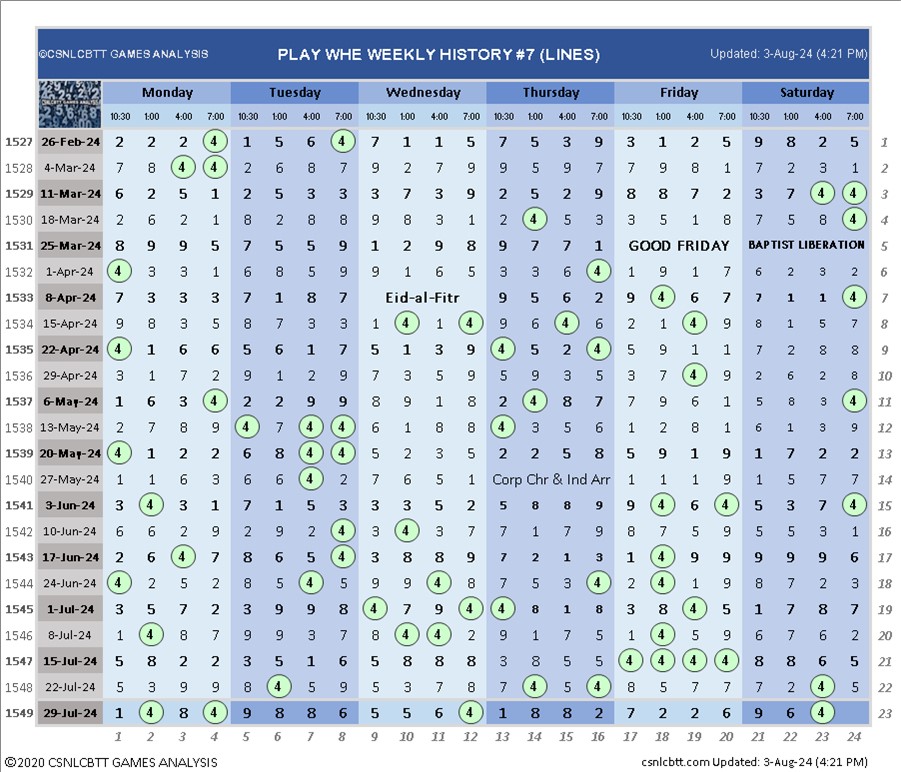 ©CSNLCBTT GAMES ANALYSIS PLAY WHE WEEKLY HISTORY #7 (LINES) Updated: 3-Aug-24 (4:21 PM)
Monday Tuesday Wednesday Thursday Friday Saturday
10:30 1:00 4:00 7:00 10:30 1:00 4:00 7:00 10:30 1:00 4:00 7:00 10:30 1:00 4:00 7:00 10:30 1:00 4:00 7:00 10:30 1:00 4:00 7:00
1527 26-Feb-24 2 2 2 4 1 5 6 4 7 1 1 5 7 5 3 9 3 1 2 5 9 8 2 5 1
1528 4-Mar-24 7 8 4 4 2 6 8 7 9 2 7 9 9 5 9 7 7 9 8 1 7 2 3 1 2
1529 11-Mar-24 6 2 5 1 2 5 3 3 3 7 3 9 2 5 2 9 8 8 7 2 3 7 4 4 3
1530 18-Mar-24 2 6 2 1 8 2 8 8 9 8 3 1 2 4 5 3 3 5 1 8 7 5 8 4 4
1531 25-Mar-24 8 9 9 5 7 5 5 9 1 2 9 8 9 7 7 1 GOOD FRIDAY BAPTIST LIBERATION 5
1532 1-Apr-24 4 3 3 1 6 8 5 9 9 1 6 5 3 3 6 4 1 9 1 7 6 2 3 2 6
1533 8-Apr-24 7 3 3 3 7 1 8 7 Eid-al-Fitr 9 5 6 2 9 4 6 7 7 1 1 4 7
1534 15-Apr-24 9 8 3 5 8 7 3 3 1 4 1 4 9 6 4 6 2 1 4 9 8 1 5 7 8
1535 22-Apr-24 4 1 6 6 5 6 1 7 5 1 3 9 4 5 2 4 5 9 1 1 7 2 8 8 9
1536 29-Apr-24 3 1 7 2 9 1 2 9 7 3 5 9 5 9 3 5 3 7 4 9 2 6 2 8 10
1537 6-May-24 1 6 3 4 2 2 9 9 8 9 1 8 2 4 8 7 7 9 6 1 5 8 3 4 11
1538 13-May-24 2 7 8 9 4 7 4 4 6 1 8 8 4 3 5 6 1 2 8 1 6 1 3 9 12
1539 20-May-24 4 1 2 2 6 8 4 4 5 2 3 5 2 2 5 8 5 9 1 9 1 7 2 2 13
1540 27-May-24 1 1 6 3 6 6 4 2 7 6 5 1 Corp Chr & Ind Arr 1 1 1 9 1 5 7 7 14
1541 3-Jun-24 3 4 3 1 7 1 5 3 3 3 5 2 5 8 8 9 9 4 6 4 5 3 7 4 15
1542 10-Jun-24 6 6 2 9 2 9 2 4 3 4 3 2 7 1 7 9 8 7 5 9 5 5 3 1 16
1543 17-Jun-24 2 6 4 7 8 6 5 4 3 8 8 9 7 2 1 3 1 4 9 9 9 9 9 6 17
1544 24-Jun-24 4 2 5 2 8 5 4 5 9 9 4 8 7 5 3 4 2 4 1 9 8 7 2 3 18
1545 1-Jul-24 3 5 7 2 3 9 9 8 4 7 9 4 4 8 1 8 3 8 4 5 1 7 8 7 19
1546 8-Jul-24 1 4 8 7 9 9 3 7 8 4 4 2 9 1 7 5 1 4 5 9 6 7 6 2 20
1547 15-Jul-24 5 8 2 2 3 5 1 6 5 8 8 8 3 8 5 5 4 4 4 4 8 8 6 5 21
1548 22-Jul-24 5 3 9 9 8 4 5 9 5 3 7 8 7 4 5 4 8 5 7 7 7 2 4 5 22
1549 29-Jul-24 1 4 8 4 9 8 8 6 5 5 6 4 1 8 8 2 7 2 2 6 9 6 4 23
1 2 3 4 5 6 7 8 9 10 11 12 13 14 15 16 17 18 19 20 21 22 23 24
©2020 CSNLCBTT GAMES ANALYSIS csnlcbtt.com Updated: 3-Aug-24 (4:21 PM)